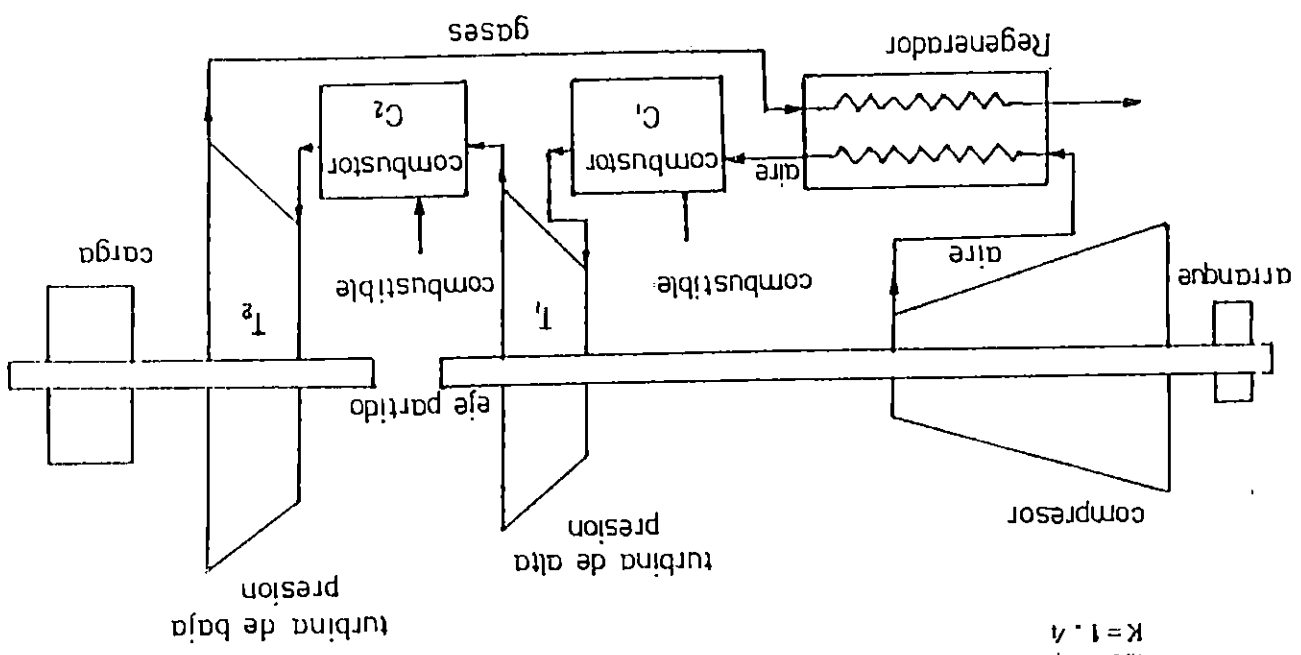 K = 1.4
turbina de baja
presion
turbina de alta
presion
compresor
eje partido
arranque
carga
T₁
T₂
aire
combustible
combustible
aire
combustor
C₁
combustor
C₂
Regenerador
gases